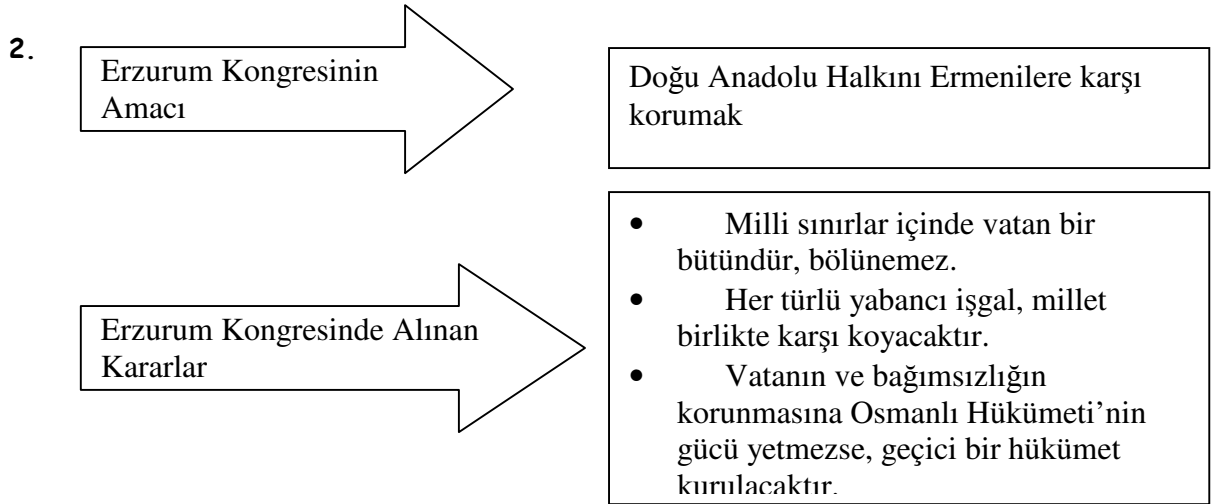 2.
Erzurum Kongresinin
Amacı
Doğu Anadolu Halkını Ermenilere karşı
korumak
Erzurum Kongresinde Alınan
Kararlar
• Milli sınırlar içinde vatan bir
bütündür, bölünemez.
• Her türlü yabancı işgal, millet
birlikte karşı koyacaktır.
• Vatanın ve bağımsızlığın
korunmasına Osmanlı Hükümeti’nin
gücü yetmezse, geçici bir hükümet
kurulacaktır.